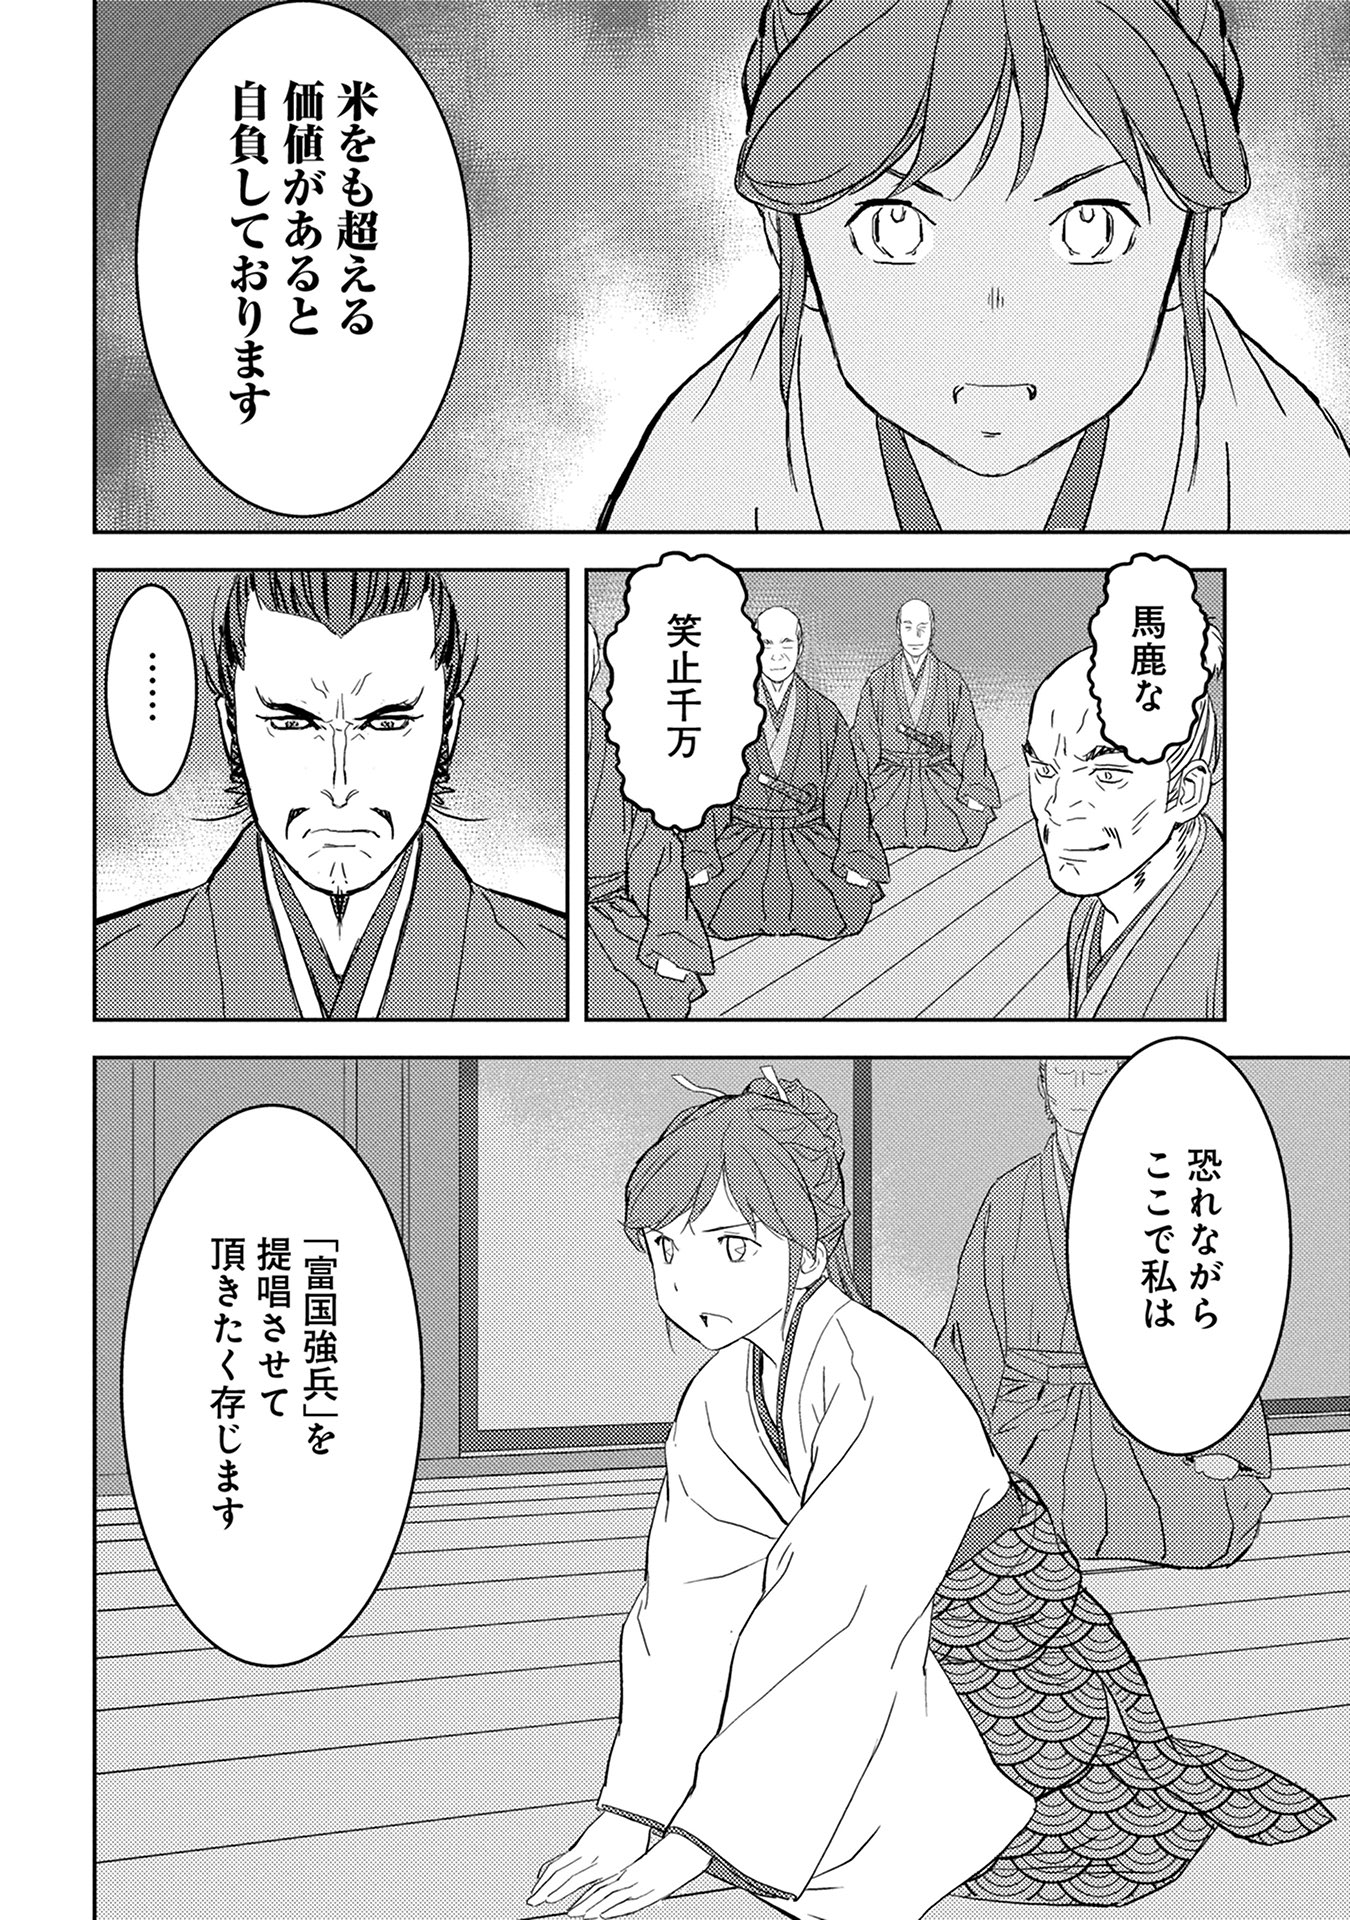 米をも超える
価値があると
自負しております
馬鹿な
笑止千万
……
恐れながら
ここで私は
「富国強兵」を
提唱させて
頂きたく存じます